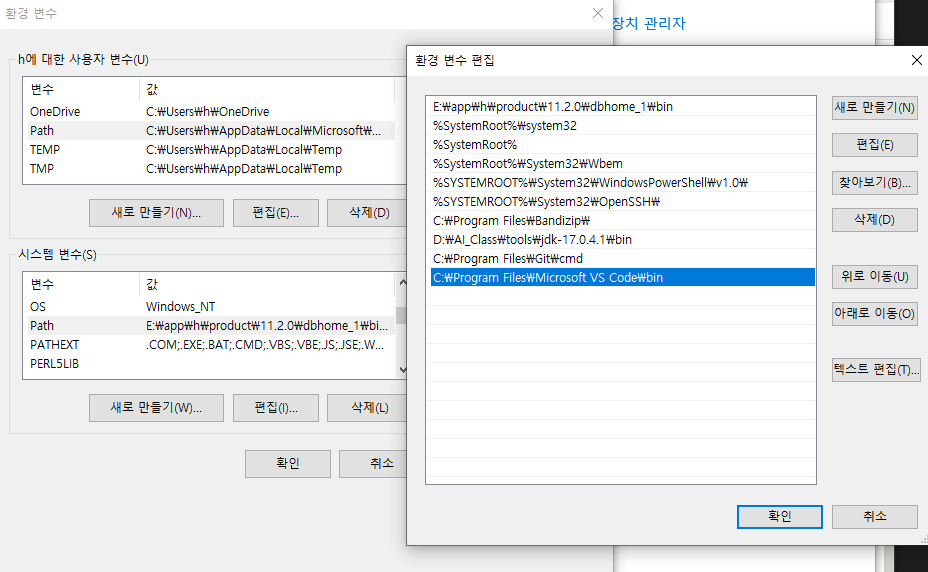 환경 변수
장치 관리자
h에 대한 사용자 변수(U)
변수 값
OneDrive C:₩Users₩h₩OneDrive
Path C:₩Users₩h₩AppData₩Local₩Microsoft₩...
TEMP C:₩Users₩h₩AppData₩Local₩Temp
TMP C:₩Users₩h₩AppData₩Local₩Temp
새로 만들기(N)... 편집(E)... 삭제(D)
시스템 변수(S)
변수 값
OS Windows_NT
Path E:₩app₩h₩product₩11.2.0₩dbhome_1₩bi...
PATHEXT .COM;.EXE;.BAT;.CMD;.VBS;.VBE;.JS;.JSE;.W...
PERL5LIB
새로 만들기(W)... 편집(I)... 삭제(L)
확인 취소
환경 변수 편집
E:₩app₩h₩product₩11.2.0₩dbhome_1₩bin
%SystemRoot%₩system32
%SystemRoot%
%SystemRoot%₩System32₩Wbem
%SYSTEMROOT%₩System32₩WindowsPowerShell₩v1.0₩
%SYSTEMROOT%₩System32₩OpenSSH₩
C:₩Program Files₩Bandizip₩
D:₩AI_Class₩tools₩jdk-17.0.4.1₩bin
C:₩Program Files₩Git₩cmd
C:₩Program Files₩Microsoft VS Code₩bin
새로 만들기(N)
편집(E)
찾아보기(B)...
삭제(D)
위로 이동(U)
아래로 이동(O)
텍스트 편집(T)...
확인 취소